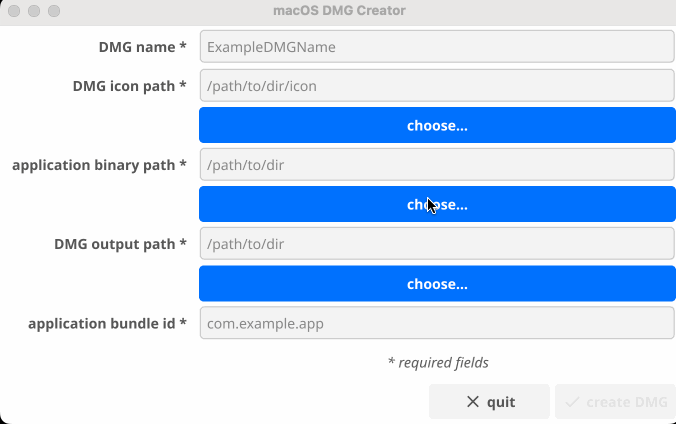 macOS DMG Creator
DMG name * ExampleDMGName
DMG icon path * /path/to/dir/icon
choose...
application binary path * /path/to/dir
choose...
DMG output path * /path/to/dir
choose...
application bundle id * com.example.app
* required fields
quit create DMG